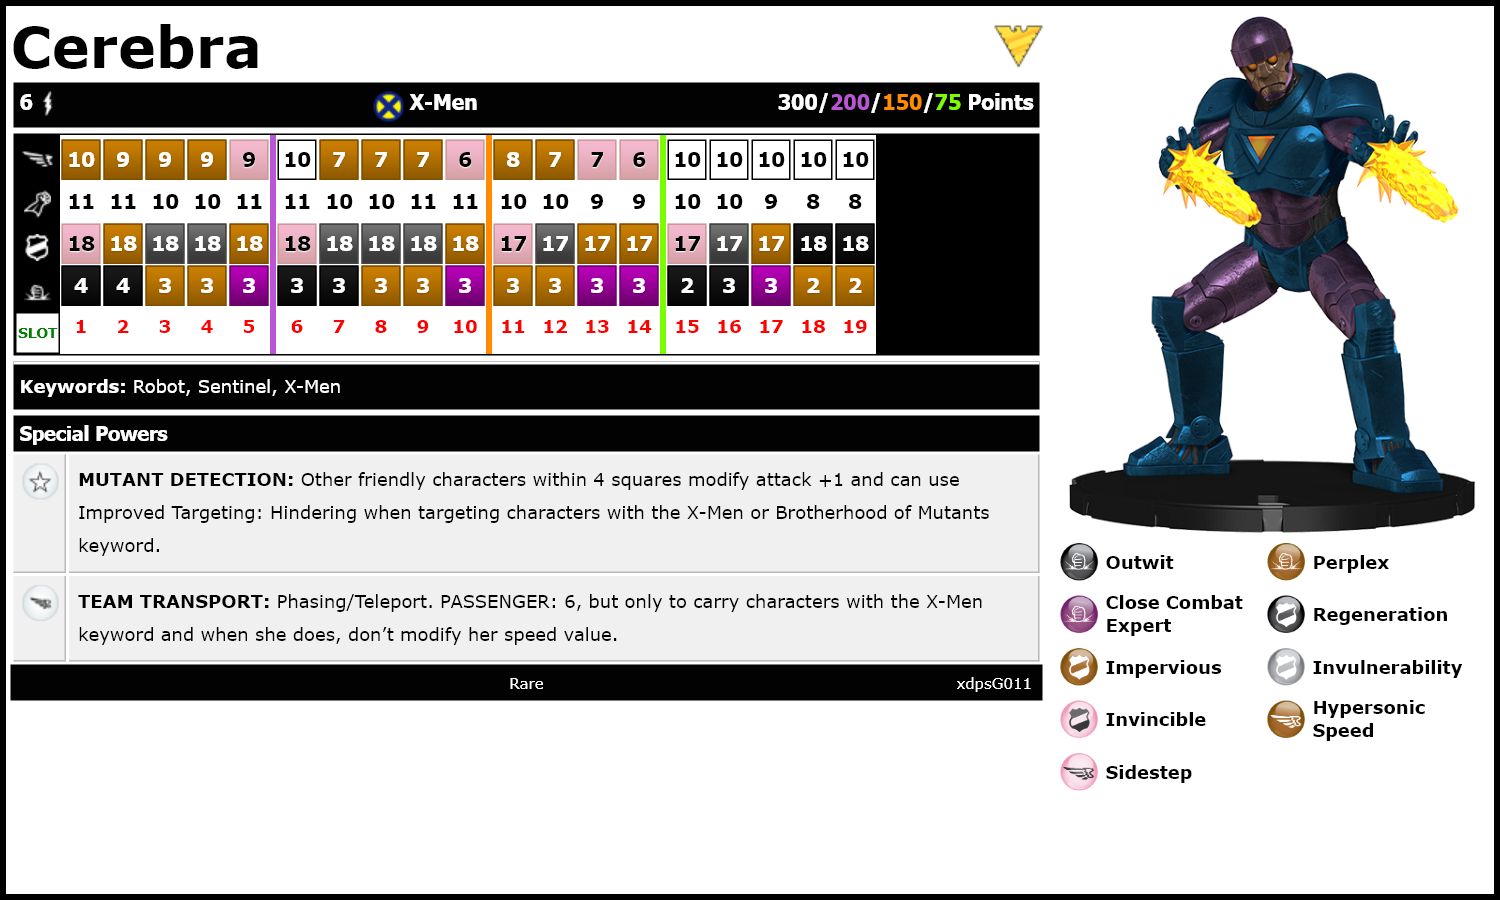 Cerebra
6 X-Men 300/200/150/75 Points
10 9 9 9 9 10 7 7 7 6 8 7 7 6 10 10 10 10 10
11 11 10 10 11 11 10 10 11 11 10 10 9 9 10 10 9 8 8
18 18 18 18 18 18 18 18 18 18 17 17 17 17 17 17 17 18 18
4 4 3 3 3 3 3 3 3 3 3 3 3 3 2 3 3 2 2
SLOT 1 2 3 4 5 6 7 8 9 10 11 12 13 14 15 16 17 18 19
Keywords: Robot, Sentinel, X-Men
Special Powers
MUTANT DETECTION: Other friendly characters within 4 squares modify attack +1 and can use
Improved Targeting: Hindering when targeting characters with the X-Men or Brotherhood of Mutants
keyword.
TEAM TRANSPORT: Phasing/Teleport. PASSENGER: 6, but only to carry characters with the X-Men
keyword and when she does, don’t modify her speed value.
Rare xdpsG011
Outwit Perplex
Close Combat
Expert
Regeneration
Impervious Invulnerability
Invincible
Hypersonic
Speed
Sidestep